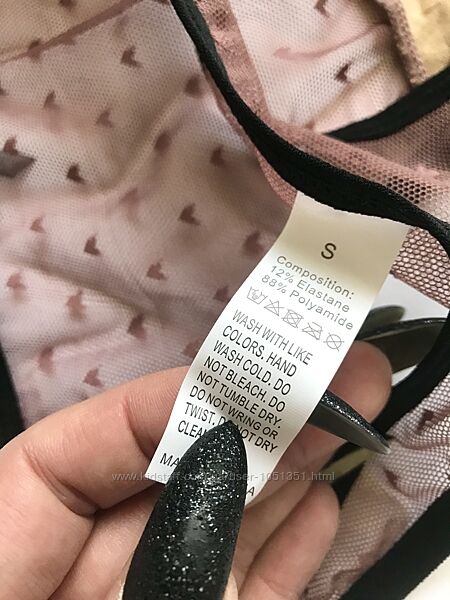 S
Composition:
12% Elastane
88% Polyamide
WASH WITH LIKE
COLORS. HAND
WASH COLD. DO
NOT BLEACH. DO
NOT TUMBLE DRY.
DO NOT WRING OR
TWIST. DO NOT DRY
CLEAN